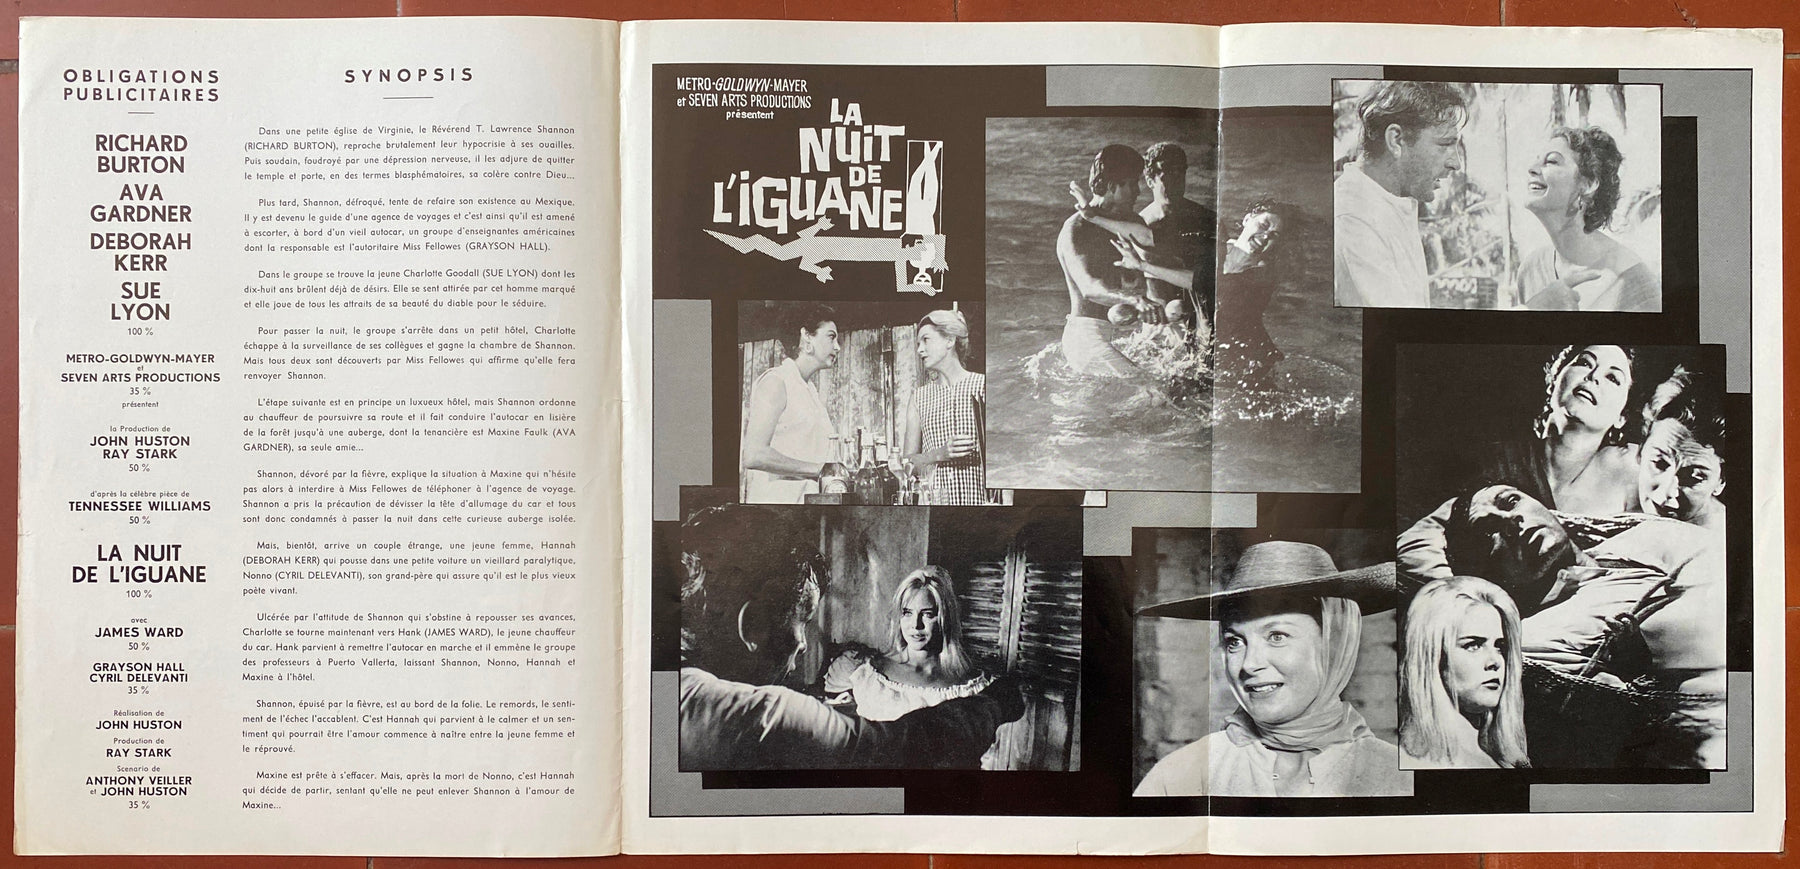 OBLIGATIONS
PUBLICITAIRES
RICHARD
BURTON
AVA
GARDNER
DEBORAH
KERR
SUE
LYON
100 %
METRO-GOLDWYN-MAYER
et
SEVEN ARTS PRODUCTIONS
35 %
présentent
la Production de
JOHN HUSTON
RAY STARK
50 %
d'après la célèbre pièce de
TENNESSEE WILLIAMS
50 %
LA NUIT
DE L'IGUANE
100 %
avec
JAMES WARD
50 %
GRAYSON HALL
CYRIL DELEVANTI
35 %
Réalisation de
JOHN HUSTON
Production de
RAY STARK
Scenario de
ANTHONY VEILLER
et JOHN HUSTON
35 %
SYNOPSIS
Dans une petite église de Virginie, le Révérend T. Lawrence Shannon
(RICHARD BURTON), reproche brutalement leur hypocrisie à ses ouailles.
Puis soudain, foudroyé par une dépression nerveuse, il les adjure de quitter
le temple et porte, en des termes blasphématoires, sa colère contre Dieu...
Plus tard, Shannon, défroqué, tente de refaire son existence au Mexique.
Il y est devenu le guide d'une agence de voyages et c'est ainsi qu'il est amené
à escorter, à bord d'un vieil autocar, un groupe d'enseignantes américaines
dont la responsable est l'autoritaire Miss Fellowes (GRAYSON HALL).
Dans le groupe se trouve la jeune Charlotte Goodall (SUE LYON) dont les
dix-huit ans brûlent déjà de désirs. Elle se sent attirée par cet homme marqué
et elle joue de tous les attraits de sa beauté du diable pour le séduire.
Pour passer la nuit, le groupe s'arrête dans un petit hôtel, Charlotte
échappe à la surveillance de ses collègues et gagne la chambre de Shannon.
Mais tous deux sont découverts par Miss Fellowes qui affirme qu'elle fera
renvoyer Shannon.
L'étape suivante est en principe un luxueux hôtel, mais Shannon ordonne
au chauffeur de poursuivre sa route et il fait conduire l'autocar en lisière
de la forêt jusqu'à une auberge, dont la tenancière est Maxine Faulk (AVA
GARDNER), sa seule amie...
Shannon, dévoré par la fièvre, explique la situation à Maxine qui n'hésite
pas alors à interdire à Miss Fellowes de téléphoner à l'agence de voyage.
Shannon a pris la précaution de dévisser la tête d'allumage du car et tous
sont donc condamnés à passer la nuit dans cette curieuse auberge isolée.
Mais, bientôt, arrive un couple étrange, une jeune femme, Hannah
(DEBORAH KERR) qui pousse dans une petite voiture un vieillard paralytique,
Nonno (CYRIL DELEVANTI), son grand-père qui assure qu'il est le plus vieux
poète vivant.
Ulcérée par l'attitude de Shannon qui s'obstine à repousser ses avances,
Charlotte se tourne maintenant vers Hank (JAMES WARD), le jeune chauffeur
du car. Hank parvient à remettre l'autocar en marche et il emmène le groupe
des professeurs à Puerto Vallerta, laissant Shannon, Nonno, Hannah et
Maxine à l'hôtel.
Shannon, épuisé par la fièvre, est au bord de la folie. Le remords, le senti-
ment de l'échec l'accablent. C'est Hannah qui parvient à le calmer et un sen-
timent qui pourrait être l'amour commence à naître entre la jeune femme et
le réprouvé.
Maxine est prête à s'effacer. Mais, après la mort de Nonno, c'est Hannah
qui décide de partir, sentant qu'elle ne peut enlever Shannon à l'amour de
Maxine...
METRO-GOLDWYN-MAYER
et SEVEN ARTS PRODUCTIONS
présentent
LA
NUIT
DE
L'IGUANE